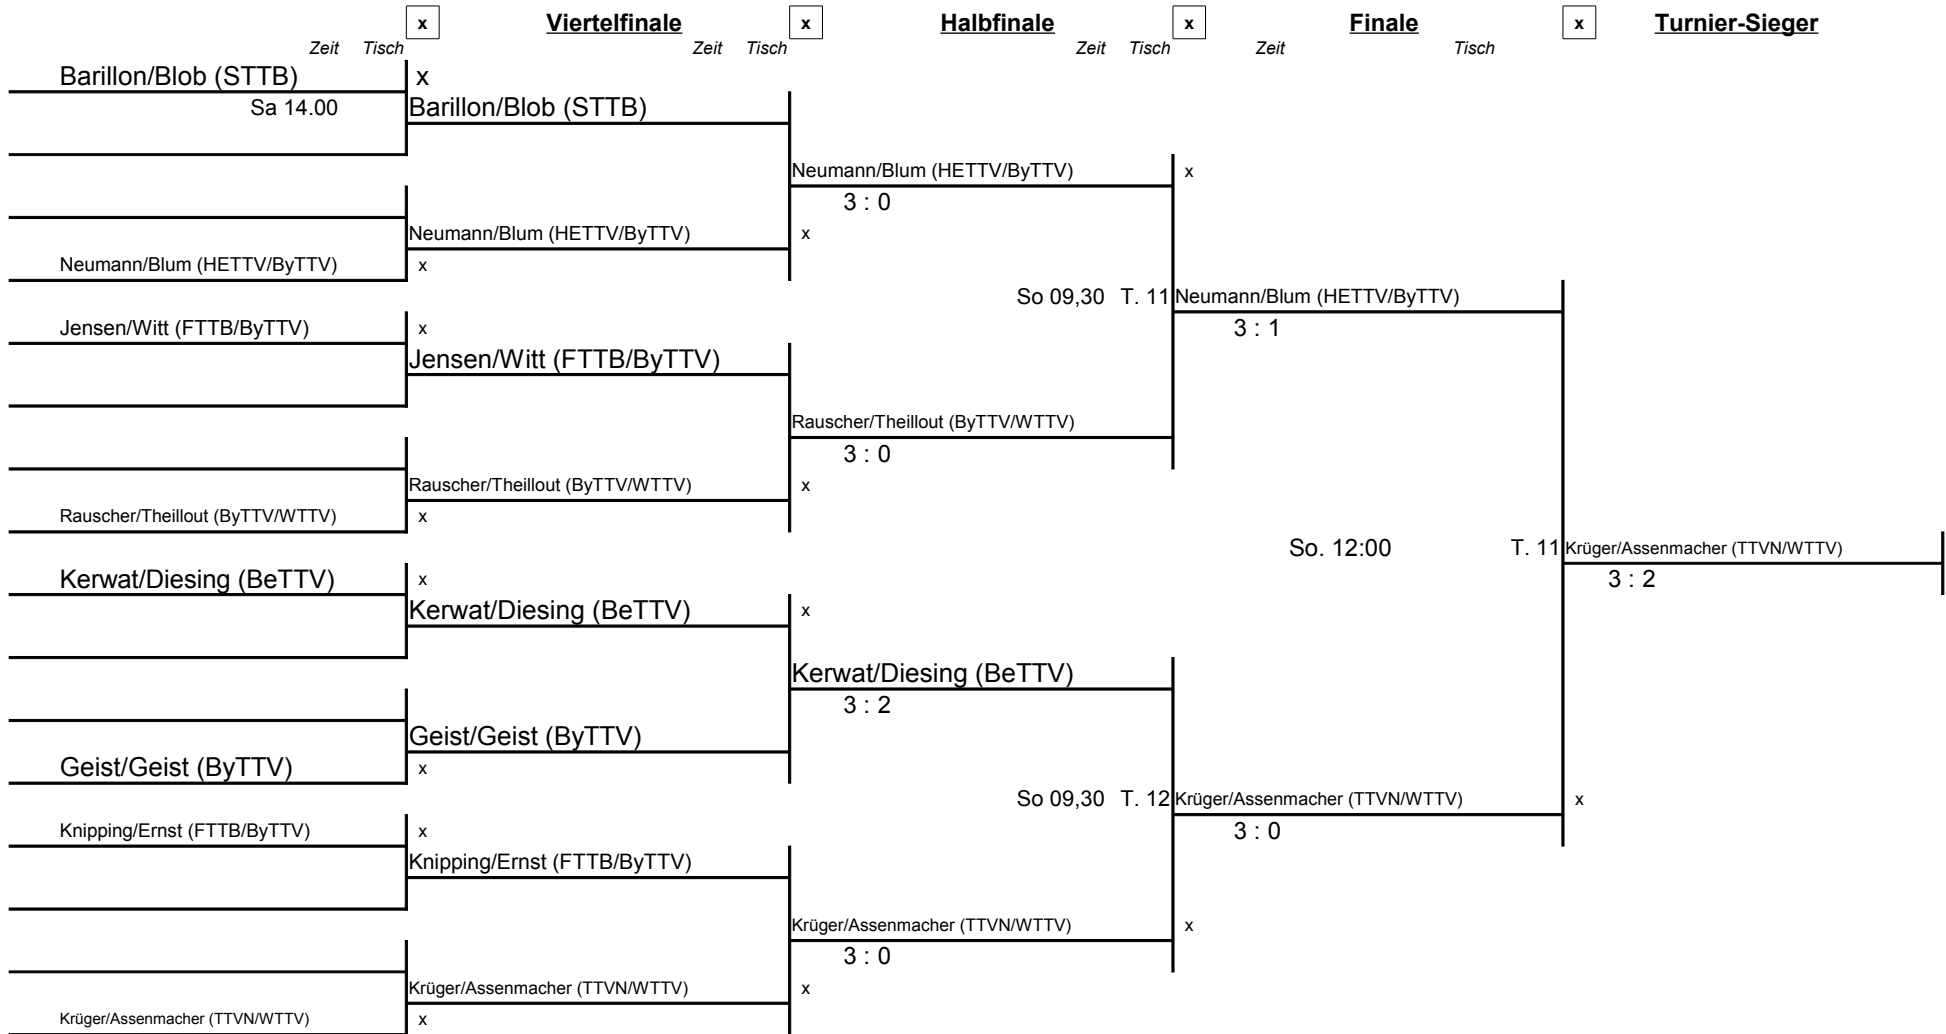 x Viertelfinale x Halbfinale x Finale x Turnier-Sieger
Zeit Tisch Zeit Tisch Zeit Tisch Zeit Tisch
Barillon/Blob (STTB) x
Sa 14.00 Barillon/Blob (STTB)
Neumann/Blum (HETTV/ByTTV) x
3 : 0
Neumann/Blum (HETTV/ByTTV) x
Neumann/Blum (HETTV/ByTTV) x
So 09,30 T. 11 Neumann/Blum (HETTV/ByTTV)
Jensen/Witt (FTTB/ByTTV) x 3 : 1
Jensen/Witt (FTTB/ByTTV)
Rauscher/Theillout (ByTTV/WTTV)
3 : 0
Rauscher/Theillout (ByTTV/WTTV) x
Rauscher/Theillout (ByTTV/WTTV) x
So. 12:00 T. 11 Krüger/Assenmacher (TTVN/WTTV)
Kerwat/Diesing (BeTTV) x 3 : 2
Kerwat/Diesing (BeTTV) x
Kerwat/Diesing (BeTTV)
3 : 2
Geist/Geist (ByTTV)
Geist/Geist (ByTTV) x
So 09,30 T. 12 Krüger/Assenmacher (TTVN/WTTV) x
Knipping/Ernst (FTTB/ByTTV) x 3 : 0
Knipping/Ernst (FTTB/ByTTV)
Krüger/Assenmacher (TTVN/WTTV) x
3 : 0
Krüger/Assenmacher (TTVN/WTTV) x
Krüger/Assenmacher (TTVN/WTTV) x